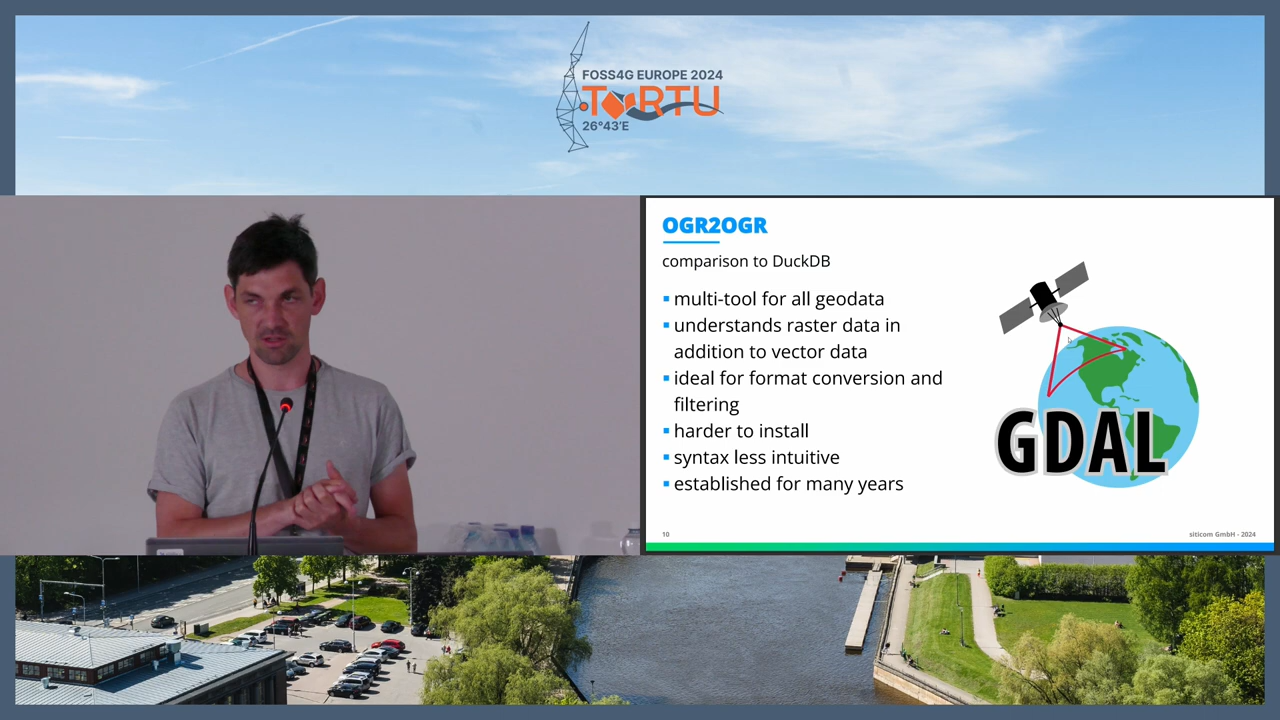 FOSS4G EUROPE 2024
TARTU
26°43'E
OGR2OGR
comparison to DuckDB
multi-tool for all geodata
understands raster data in
addition to vector data
ideal for format conversion and
filtering
harder to install
syntax less intuitive
established for many years
GDAL
10
siticom GmbH - 2024